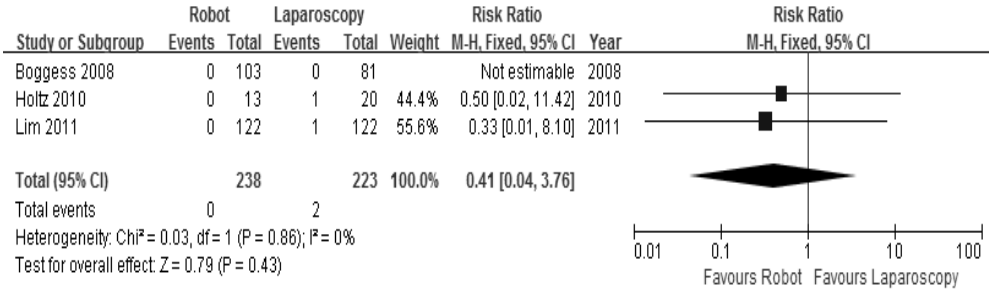 Robot Laparoscopy Risk Ratio Risk Ratio
Study or Subgroup Events Total Events Total Weight M-H, Fixed, 95% CI Year M-H, Fixed, 95% CI
Boggess 2008 0 103 0 81 Not estimable 2008
Holtz 2010 0 13 1 20 44.4% 0.50 [0.02, 11.42] 2010
Lim 2011 0 122 1 122 55.6% 0.33 [0.01, 8.10] 2011
Total (95% CI) 238 223 100.0% 0.41 [0.04, 3.76]
Total events 0 2
Heterogeneity: Chi² = 0.03, df = 1 (P = 0.86); I² = 0%
Test for overall effect: Z = 0.79 (P = 0.43)
0.01 0.1 1 10 100
Favours Robot Favours Laparoscopy